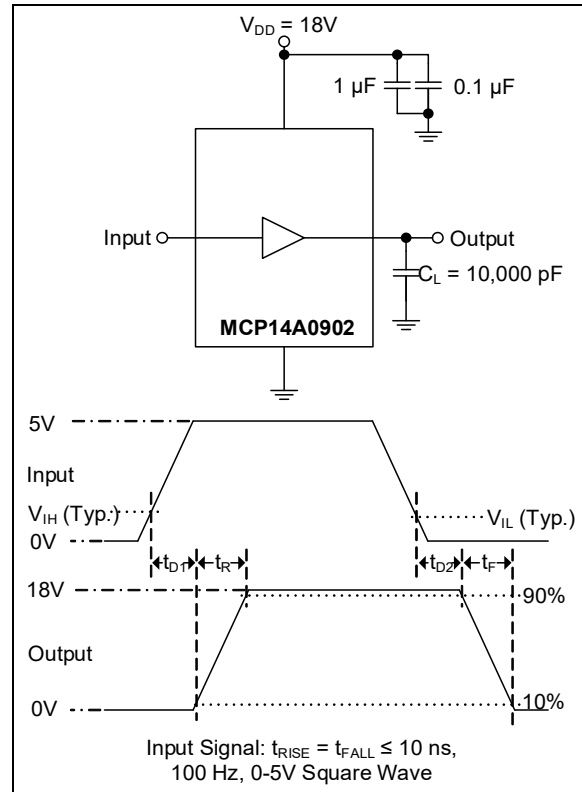 V_DD = 18V
1 µF
0.1 µF
Input
Output
C_L = 10,000 pF
MCP14A0902
5V
Input
V_IH (Typ.)
V_IL (Typ.)
0V
t_D1
t_R
t_D2
t_F
18V
90%
Output
0V
10%
Input Signal: t_RISE = t_FALL ≤ 10 ns,
100 Hz, 0-5V Square Wave